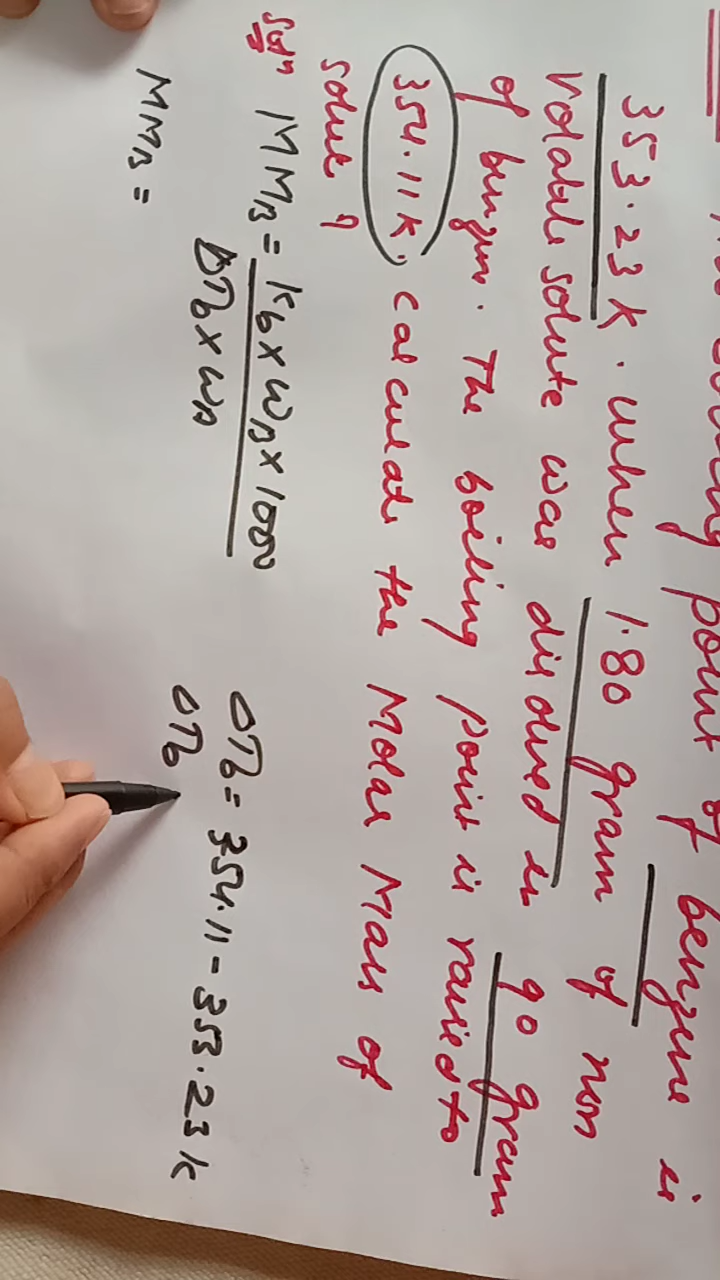 boiling point of benzene is
353.23 K. when 1.80 gram of non
Volatile solute was disolved in 90 gram
of benzene. The boiling point is raised to
354.11 K, calculate the Molar Mass of
solute ?
Solⁿ MMB = Kb × WB × 1000
ΔTb × WA
ΔTb = 354.11 - 353.23 K
ΔTb
MMB =